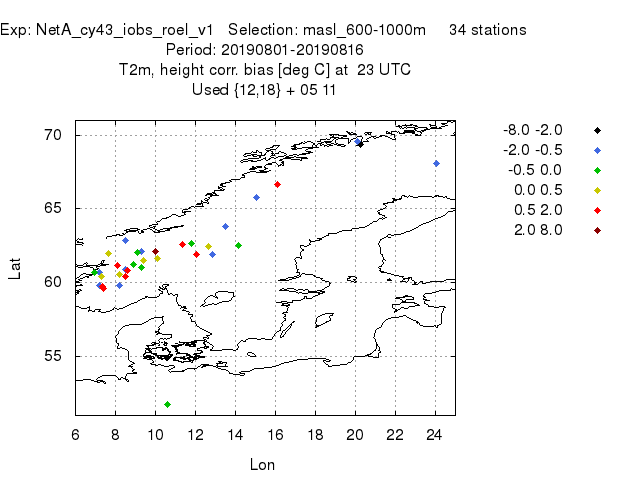 Exp: NetA_cy43_iobs_roel_v1 Selection: masl_600-1000m 34 stations
Period: 20190801-20190816
T2m, height corr. bias [deg C] at 23 UTC
Used {12,18} + 05 11
-8.0 -2.0
-2.0 -0.5
-0.5 0.0
0.0 0.5
0.5 2.0
2.0 8.0
70
65
60
55
Lat
6 8 10 12 14 16 18 20 22 24
Lon